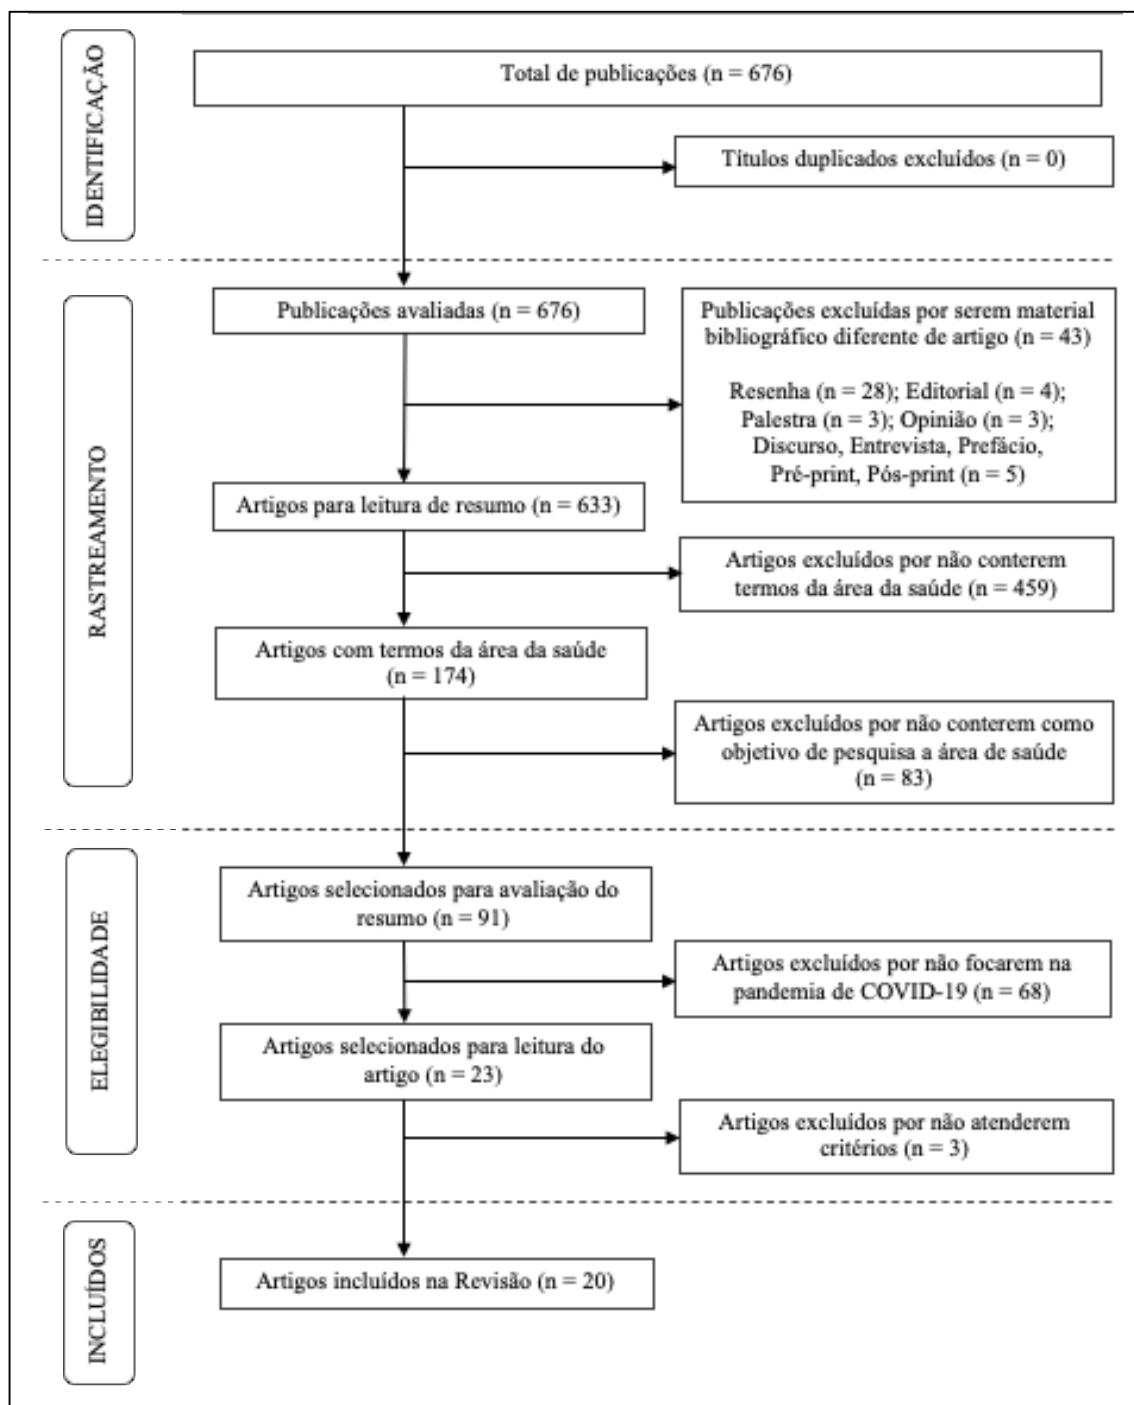 IDENTIFICAÇÃO
Total de publicações (n = 676)
Títulos duplicados excluídos (n = 0)
RASTREAMENTO
Publicações avaliadas (n = 676)
Publicações excluídas por serem material
bibliográfico diferente de artigo (n = 43)
Resenha (n = 28); Editorial (n = 4);
Palestra (n = 3); Opinião (n = 3);
Discurso, Entrevista, Prefácio,
Pré-print, Pós-print (n = 5)
Artigos para leitura de resumo (n = 633)
Artigos excluídos por não conterem
termos da área da saúde (n = 459)
Artigos com termos da área da saúde
(n = 174)
Artigos excluídos por não conterem como
objetivo de pesquisa a área de saúde
(n = 83)
ELEGIBILIDADE
Artigos selecionados para avaliação do
resumo (n = 91)
Artigos excluídos por não focarem na
pandemia de COVID-19 (n = 68)
Artigos selecionados para leitura do
artigo (n = 23)
Artigos excluídos por não atenderem
critérios (n = 3)
INCLUÍDOS
Artigos incluídos na Revisão (n = 20)